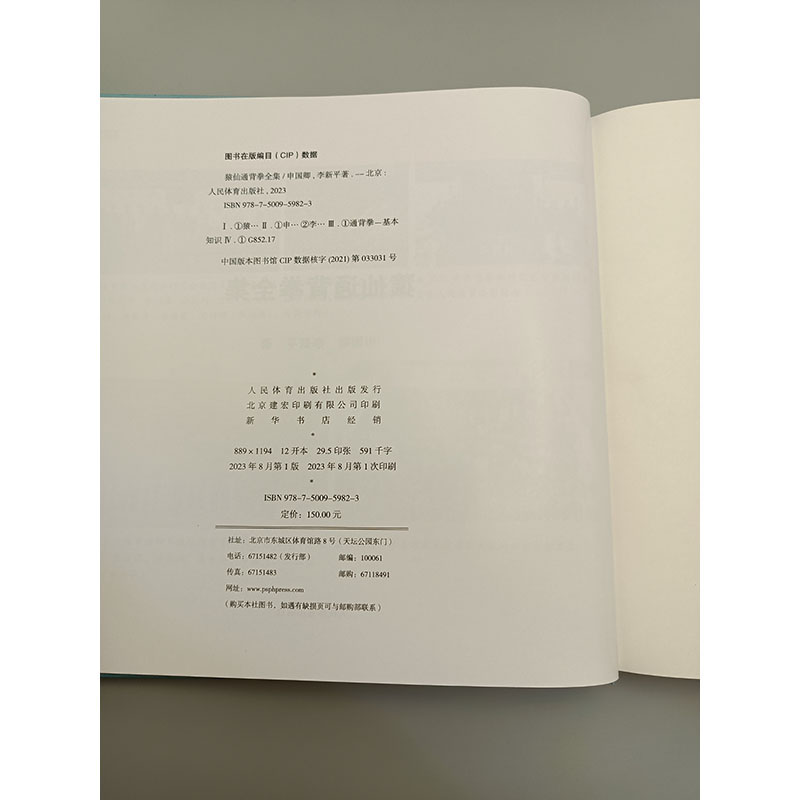 图书在版编目（CIP）数据
猿仙通背拳全集 / 申国卿，李新平著．—北京：
人民体育出版社，2023
ISBN 978-7-5009-5982-3
Ⅰ．①猿… Ⅱ．①申… ②李… Ⅲ．①通背拳—基本
知识 Ⅳ．① G852.17
中国版本图书馆 CIP 数据核字 (2021) 第 033031 号
人民体育出版社出版发行
北京建宏印刷有限公司印刷
新华书店经销
889×1194 12 开本 29.5 印张 591 千字
2023 年 8 月第 1 版 2023 年 8 月第 1 次印刷
ISBN 978-7-5009-5982-3
定价：150.00 元
社址：北京市东城区体育馆路 8 号（天坛公园东门）
电话：67151482（发行部） 邮编：100061
传真：67151483 邮购：67118491
网址：www.psphpress.com
（购买本社图书，如遇有缺损页可与邮购部联系）